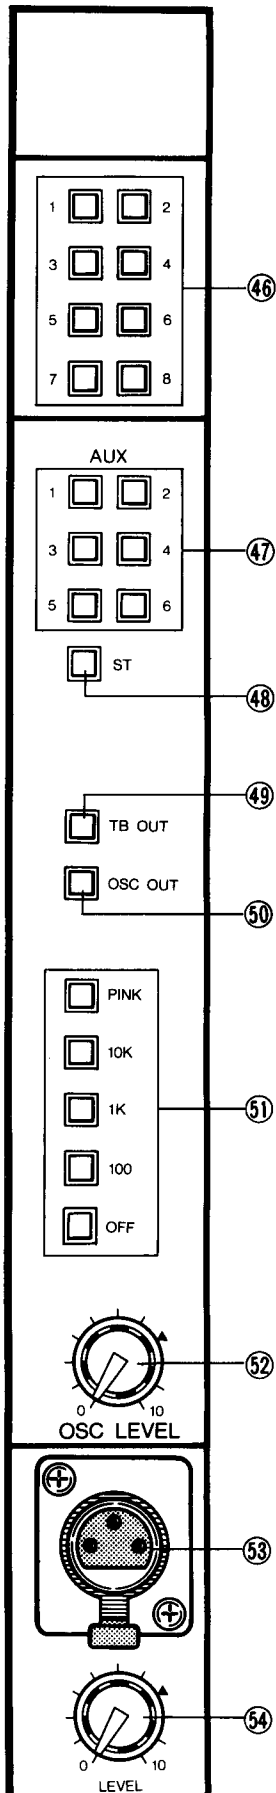 1 2
3 4
46
5 6
7 8
AUX
1 2
3 4
47
5 6
ST
48
49
TB OUT
OSC OUT
50
PINK
10K
1K
51
100
OFF
52
0 10
OSC LEVEL
53
54
0 10
LEVEL